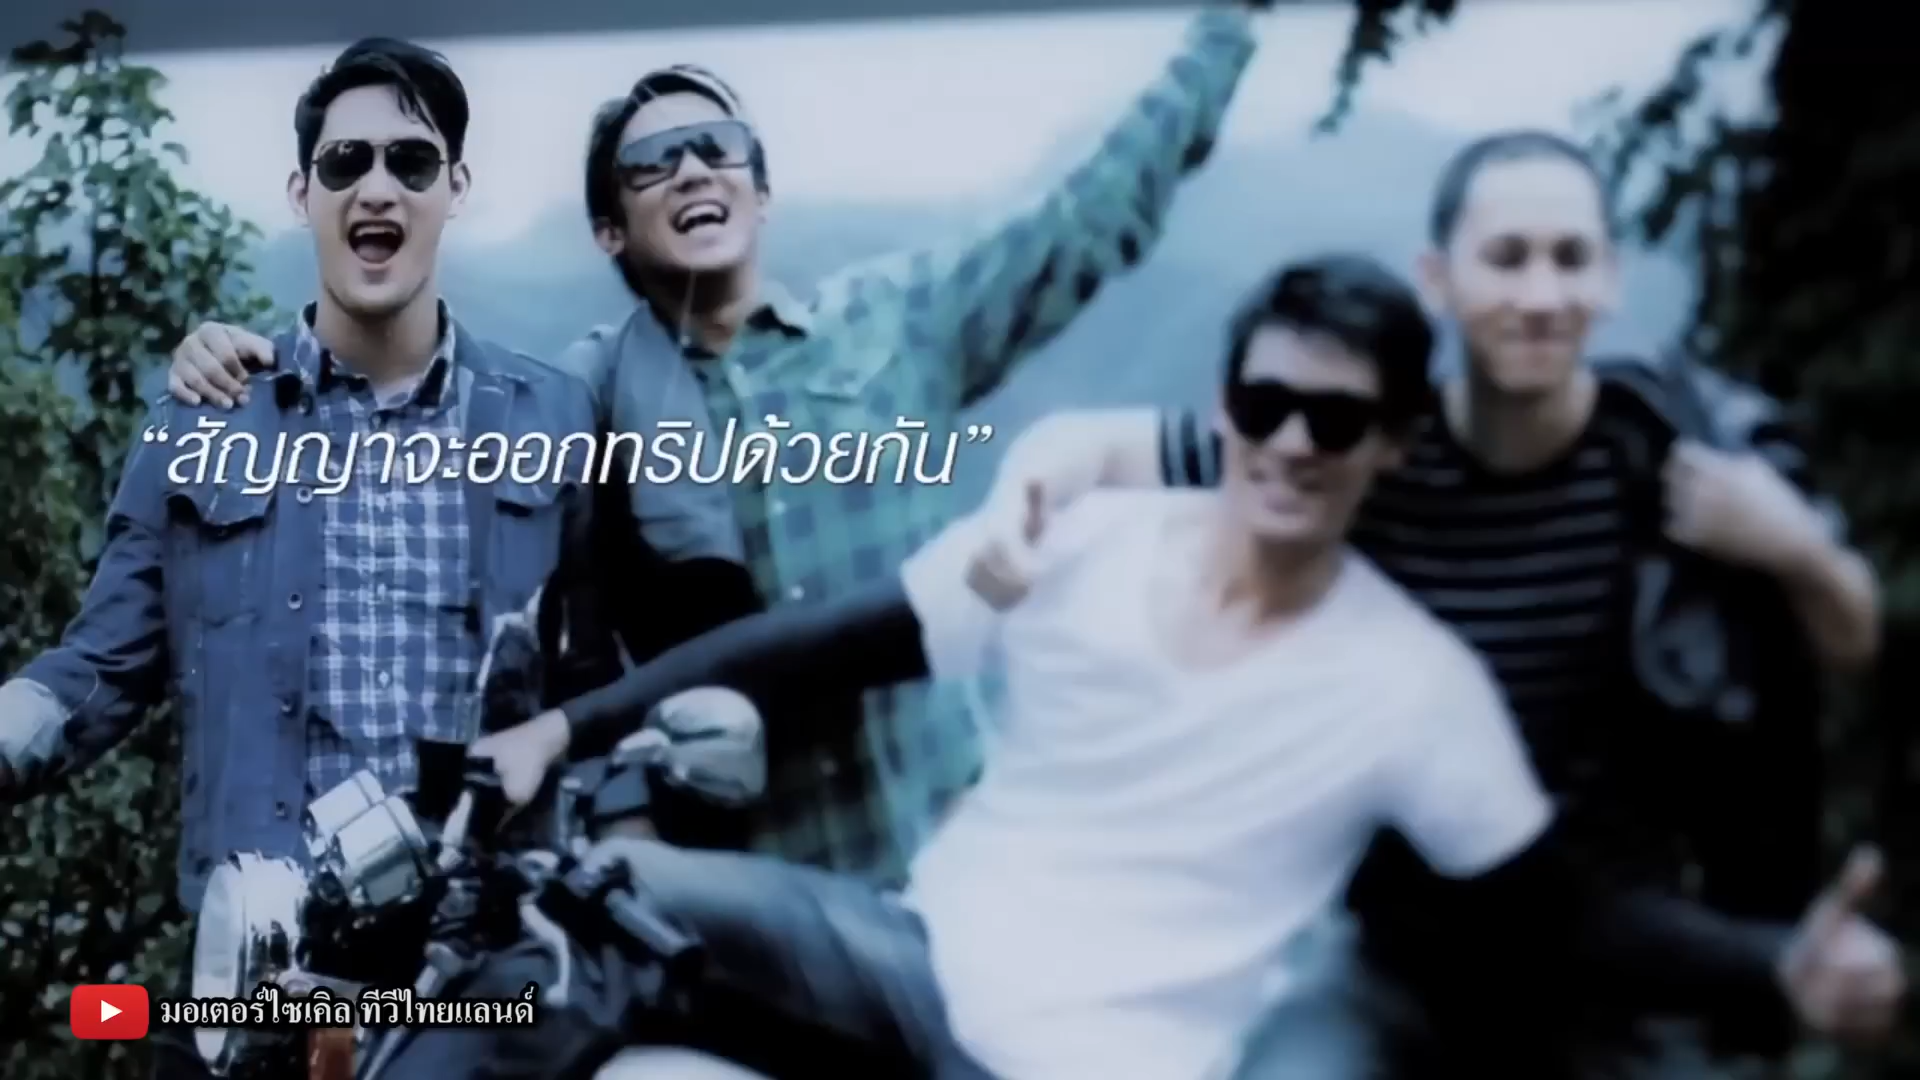 “สัญญาจะออกทริปด้วยกัน”
มอเตอร์ไซเคิล ทีวีไทยแลนด์